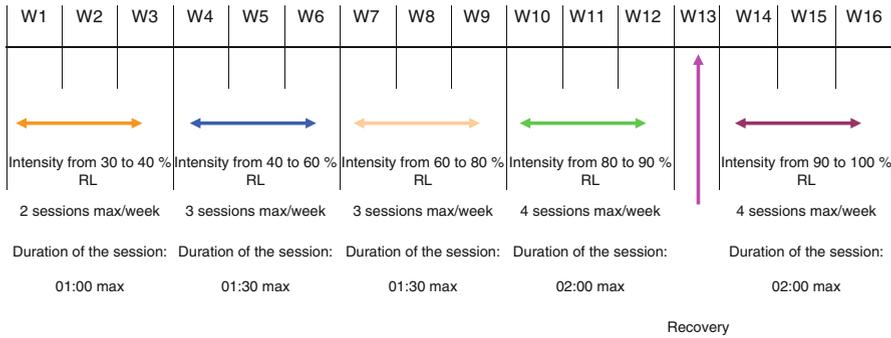 W1 W2 W3 W4 W5 W6 W7 W8 W9 W10 W11 W12 W13 W14 W15 W16
Intensity from 30 to 40 % Intensity from 40 to 60 % Intensity from 60 to 80 % Intensity from 80 to 90 % Intensity from 90 to 100 %
RL RL RL RL RL
2 sessions max/week 3 sessions max/week 3 sessions max/week 4 sessions max/week 4 sessions max/week
Duration of the session: Duration of the session: Duration of the session: Duration of the session: Duration of the session:
01:00 max 01:30 max 01:30 max 02:00 max 02:00 max
Recovery